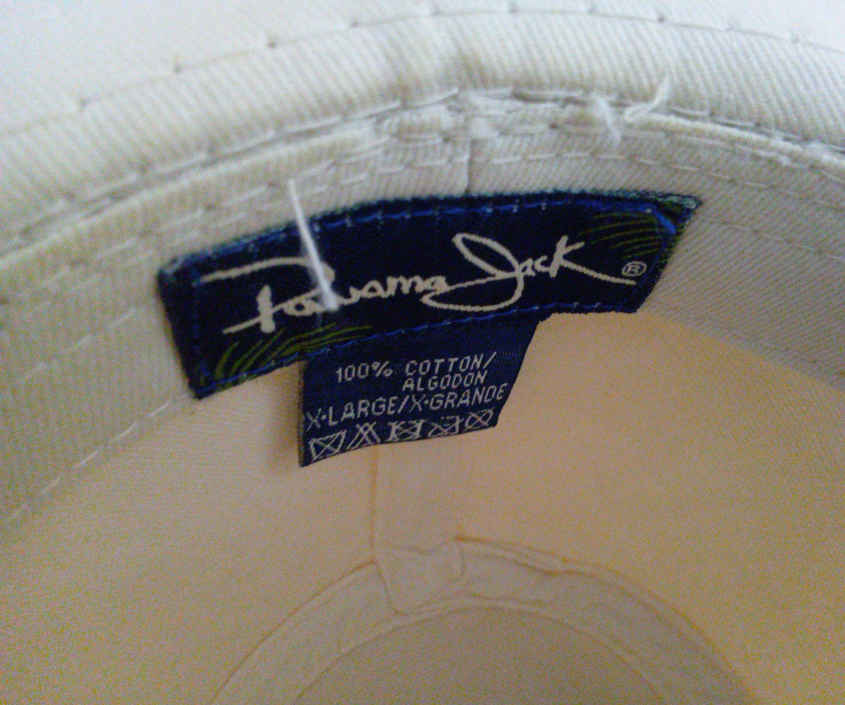 Panama Jack ®
100% COTTON/
ALGODON
X-LARGE/X-GRANDE